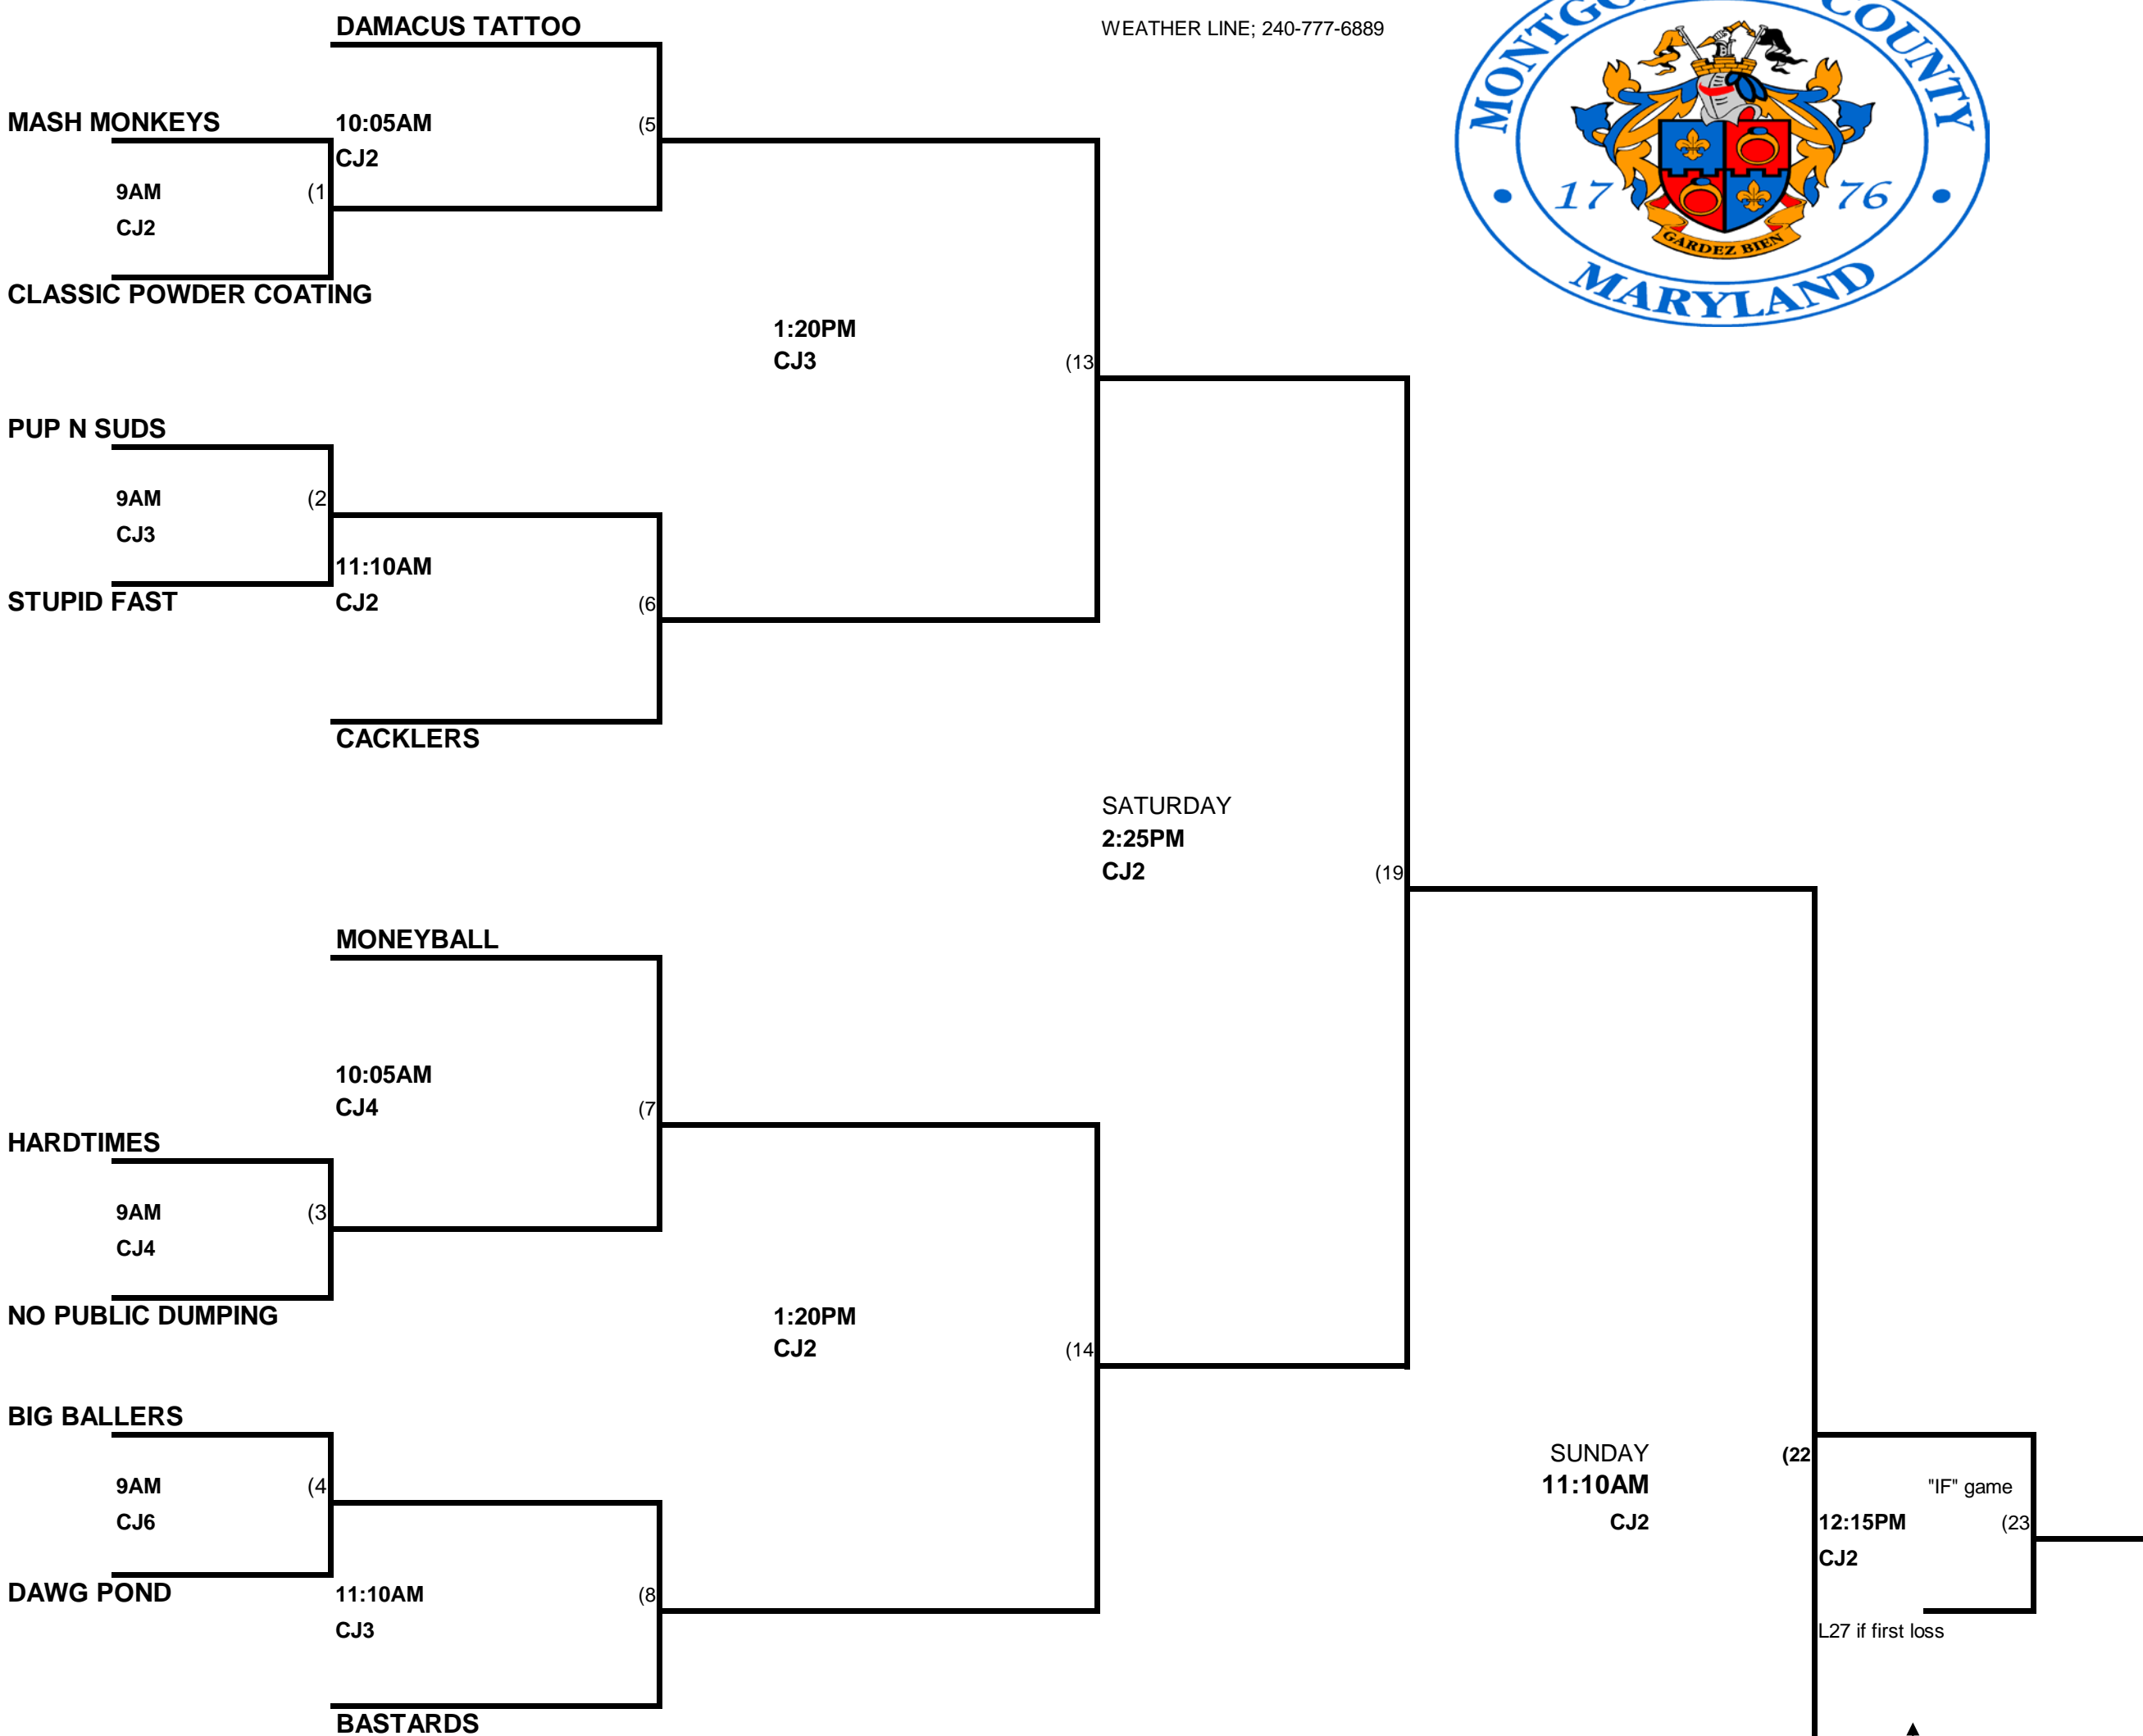 DAMACUS TATTOO
WEATHER LINE; 240-777-6889
COUNTY
MASH MONKEYS
10:05AM
(5
CJ2
9AM
(1
CJ2
17
76
GARDEZ BIEN
MARYLAND
CLASSIC POWDER COATING
1:20PM
CJ3
(13
PUP N SUDS
9AM
(2
CJ3
11:10AM
STUPID FAST
CJ2
(6
CACKLERS
SATURDAY
2:25PM
CJ2
(19
MONEYBALL
10:05AM
CJ4
(7
HARDTIMES
9AM
(3
CJ4
NO PUBLIC DUMPING
1:20PM
CJ2
(14
BIG BALLERS
SUNDAY
(22
11:10AM
9AM
(4
"IF" game
CJ6
CJ2
12:15PM
(23
CJ2
DAWG POND
11:10AM
(8
CJ3
L27 if first loss
BASTARDS